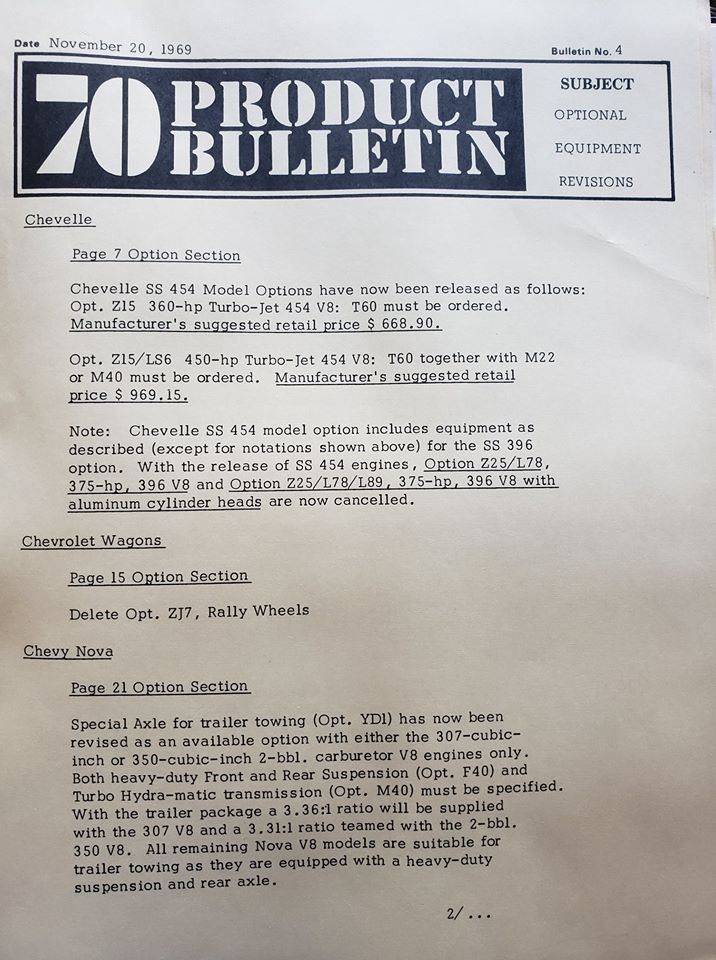 Date November 20, 1969
Bulletin No. 4
70 PRODUCT
BULLETIN
SUBJECT
OPTIONAL
EQUIPMENT
REVISIONS
Chevelle
Page 7 Option Section
Chevelle SS 454 Model Options have now been released as follows:
Opt. Z15 360-hp Turbo-Jet 454 V8: T60 must be ordered.
Manufacturer's suggested retail price $ 668.90.
Opt. Z15/LS6 450-hp Turbo-Jet 454 V8: T60 together with M22
or M40 must be ordered. Manufacturer's suggested retail
price $ 969.15.
Note: Chevelle SS 454 model option includes equipment as
described (except for notations shown above) for the SS 396
option. With the release of SS 454 engines, Option Z25/L78,
375-hp, 396 V8 and Option Z25/L78/L89, 375-hp, 396 V8 with
aluminum cylinder heads are now cancelled.
Chevrolet Wagons
Page 15 Option Section
Delete Opt. ZJ7, Rally Wheels
Chevy Nova
Page 21 Option Section
Special Axle for trailer towing (Opt. YD1) has now been
revised as an available option with either the 307-cubic-
inch or 350-cubic-inch 2-bbl. carburetor V8 engines only.
Both heavy-duty Front and Rear Suspension (Opt. F40) and
Turbo Hydra-matic transmission (Opt. M40) must be specified.
With the trailer package a 3.36:1 ratio will be supplied
with the 307 V8 and a 3.31:1 ratio teamed with the 2-bbl.
350 V8. All remaining Nova V8 models are suitable for
trailer towing as they are equipped with a heavy-duty
suspension and rear axle.
2/...